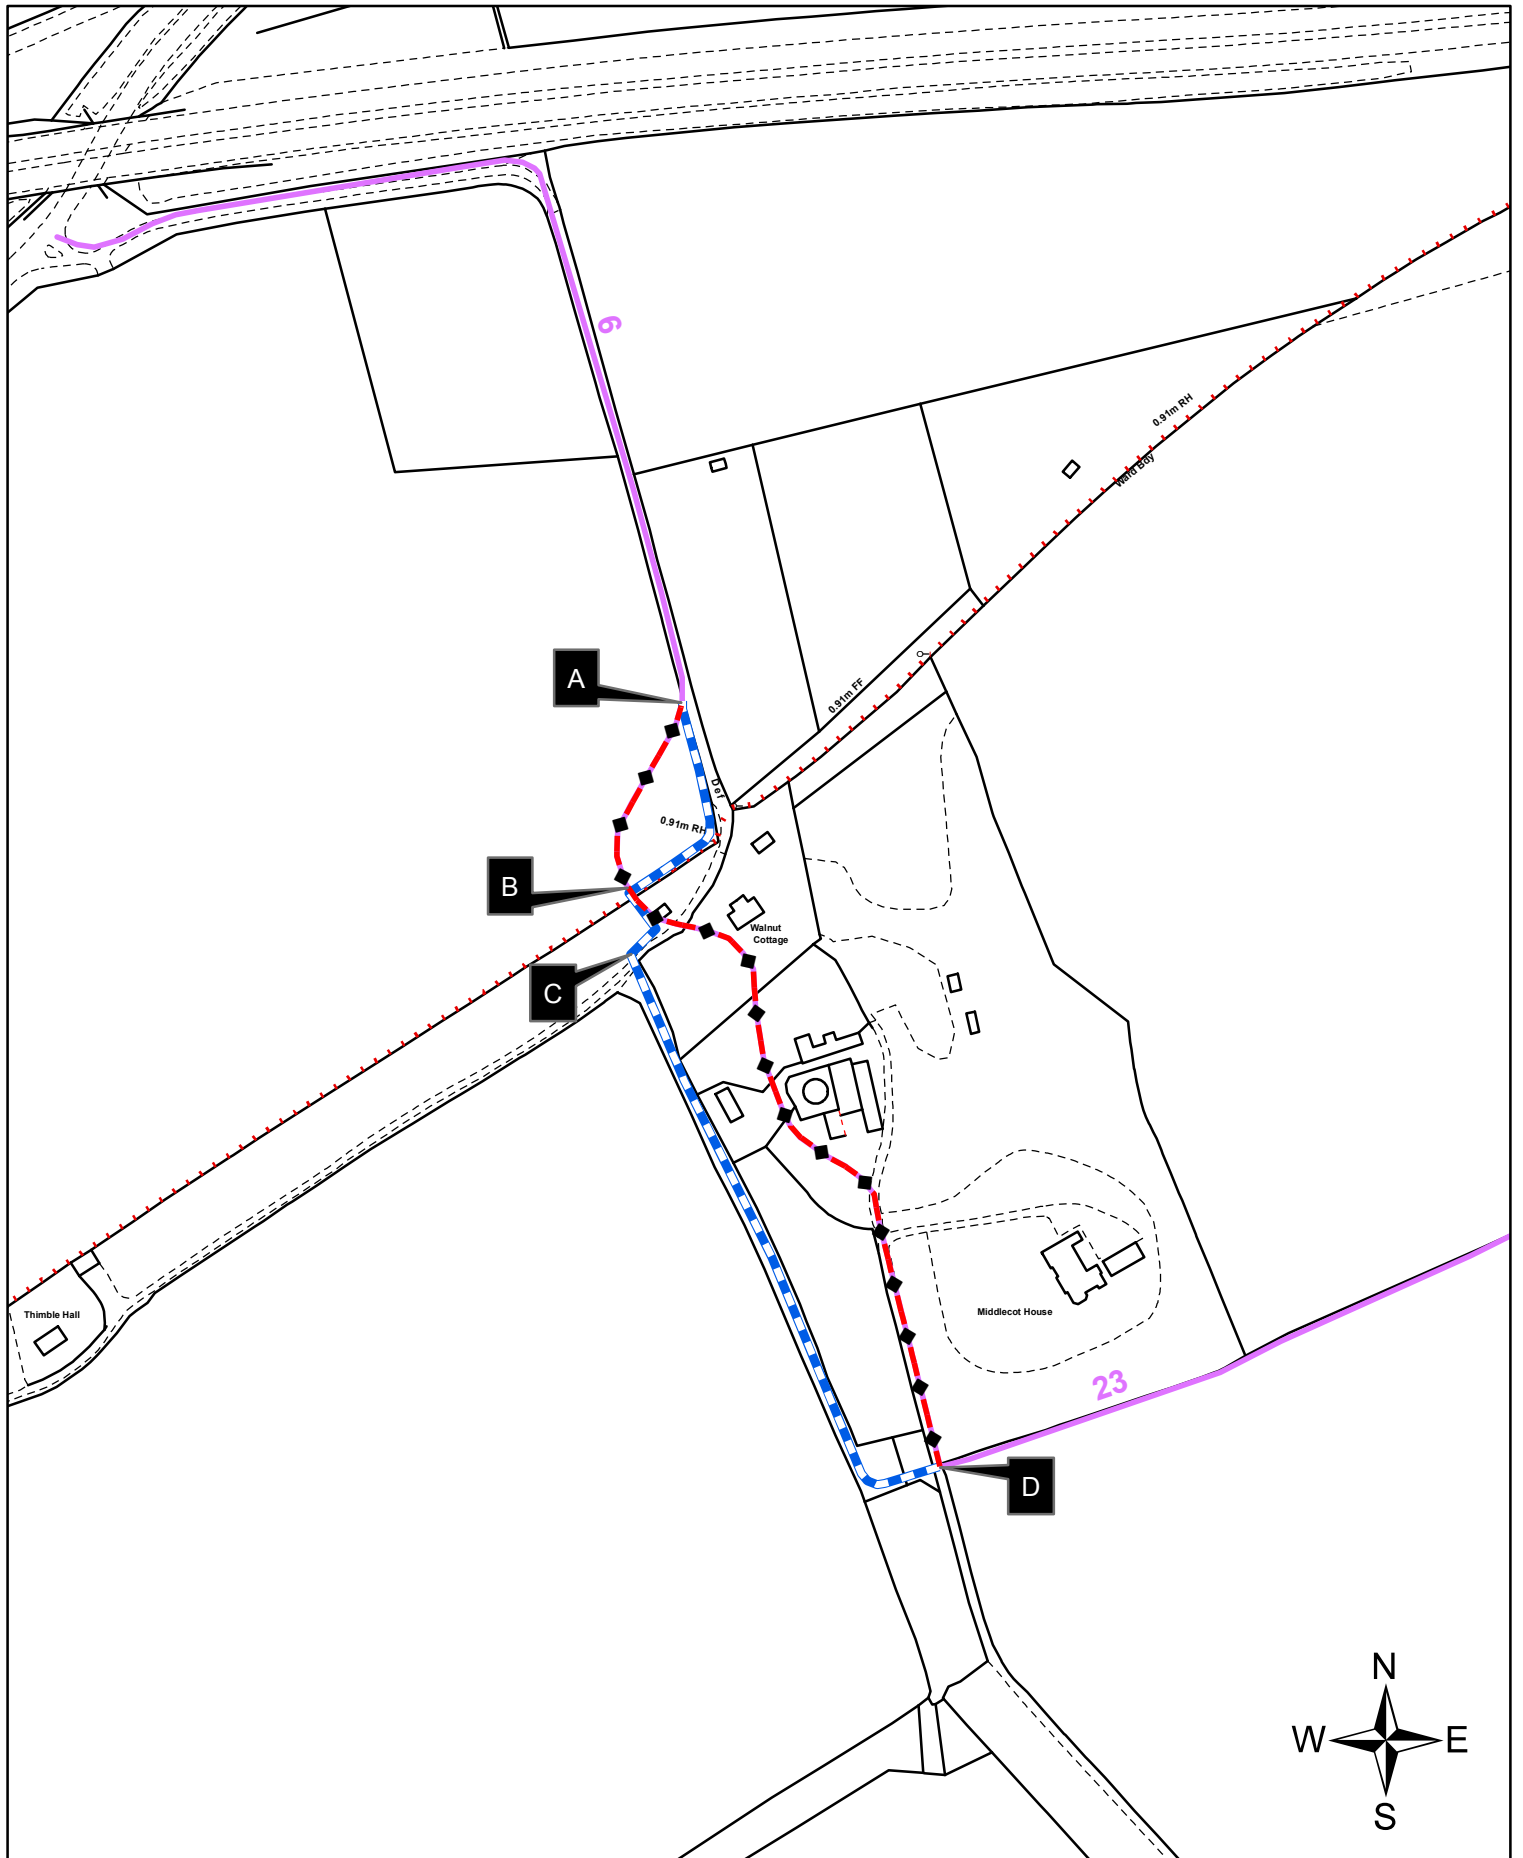 6
0.91m RH
Ward Bdy
A
0.91m FF
Def
0.91m RH
B
Walnut
Cottage
C
Thimble Hall
Middlecot House
23
D
N
W
E
S